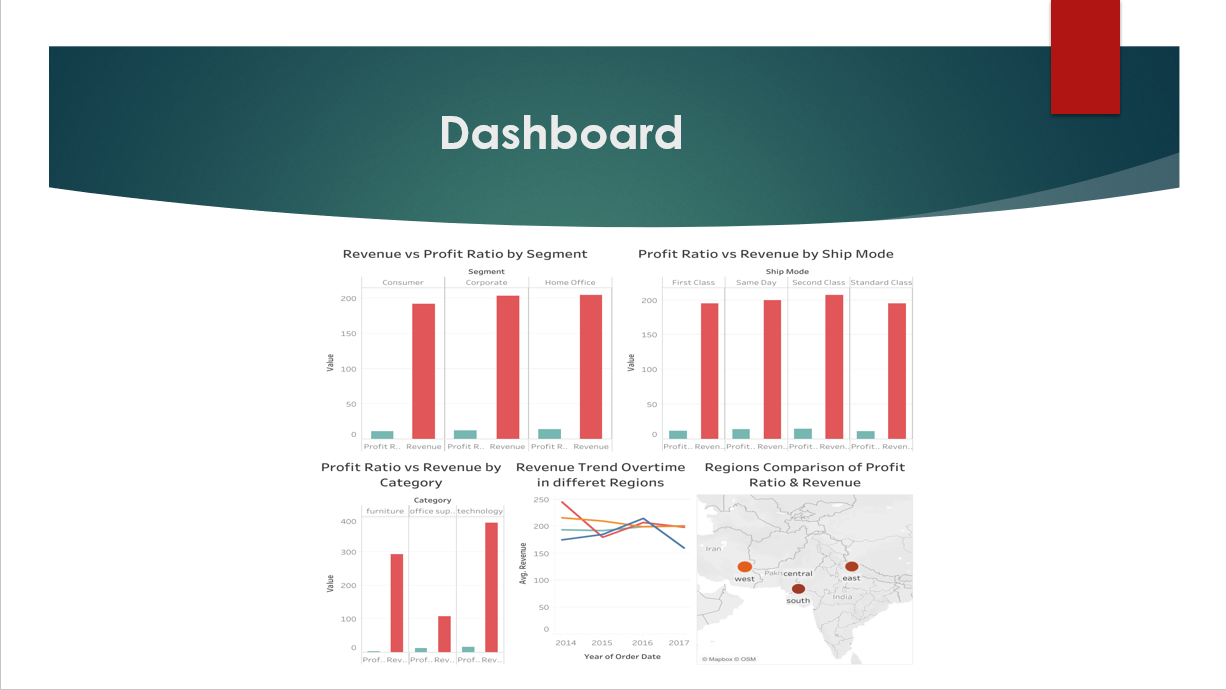 Dashboard
Revenue vs Profit Ratio by Segment
Segment
Consumer Corporate Home Office
200
150
100
50
0
Value
Profit R.. Revenue Profit R.. Revenue Profit R.. Revenue
Profit Ratio vs Revenue by Ship Mode
Ship Mode
First Class Same Day Second Class Standard Class
200
150
100
50
0
Value
Profit.. Reven.. Profit.. Reven.. Profit.. Reven.. Profit.. Reven..
Profit Ratio vs Revenue by
Category
Category
furniture office sup.. technology
400
300
200
100
0
Value
Prof.. Rev.. Prof.. Rev.. Prof.. Rev..
Revenue Trend Overtime
in differet Regions
250
200
150
100
50
0
Avg. Revenue
2014 2015 2016 2017
Year of Order Date
Regions Comparison of Profit
Ratio & Revenue
Iran
west
central
east
south
India
© Mapbox © OSM